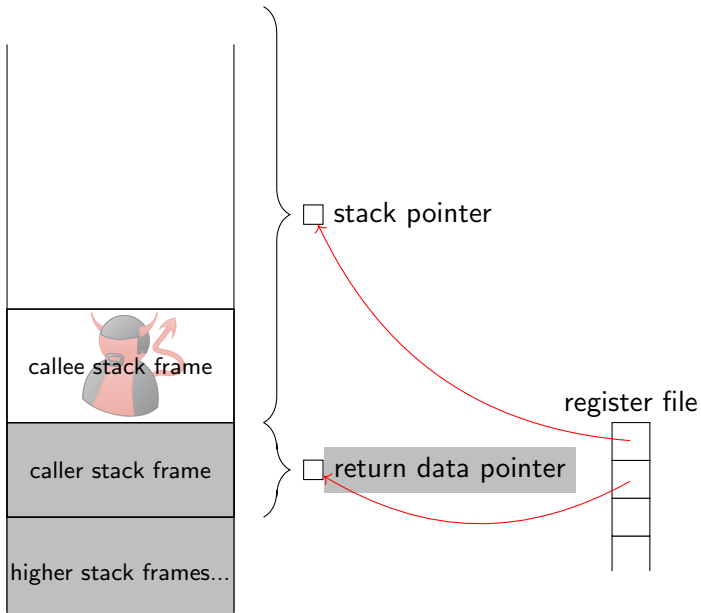 stack pointer
callee stack frame
register file
caller stack frame
return data pointer
higher stack frames...